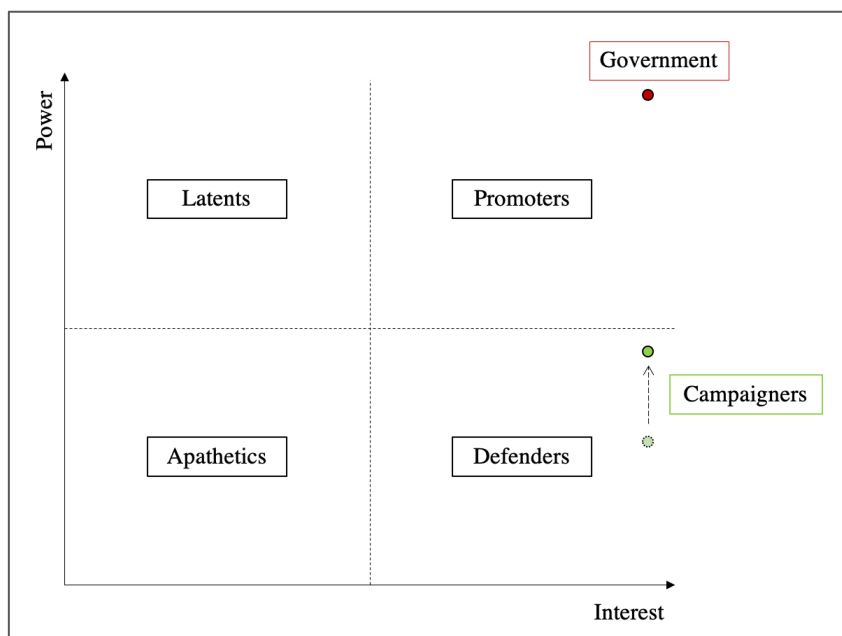 Government
Power
Latents
Promoters
Campaigners
Apathetics
Defenders
Interest